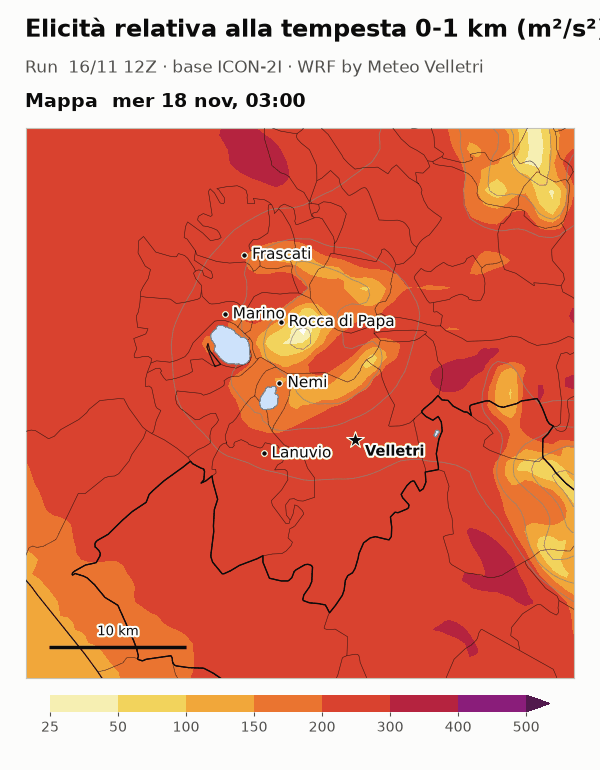 Elicità relativa alla tempesta 0-1 km (m²/s²)
Run 16/11 12Z · base ICON-2I · WRF by Meteo Velletri
Mappa mer 18 nov, 03:00
Frascati
Marino
Rocca di Papa
Nemi
Velletri
Lanuvio
10 km
25 50 100 150 200 300 400 500